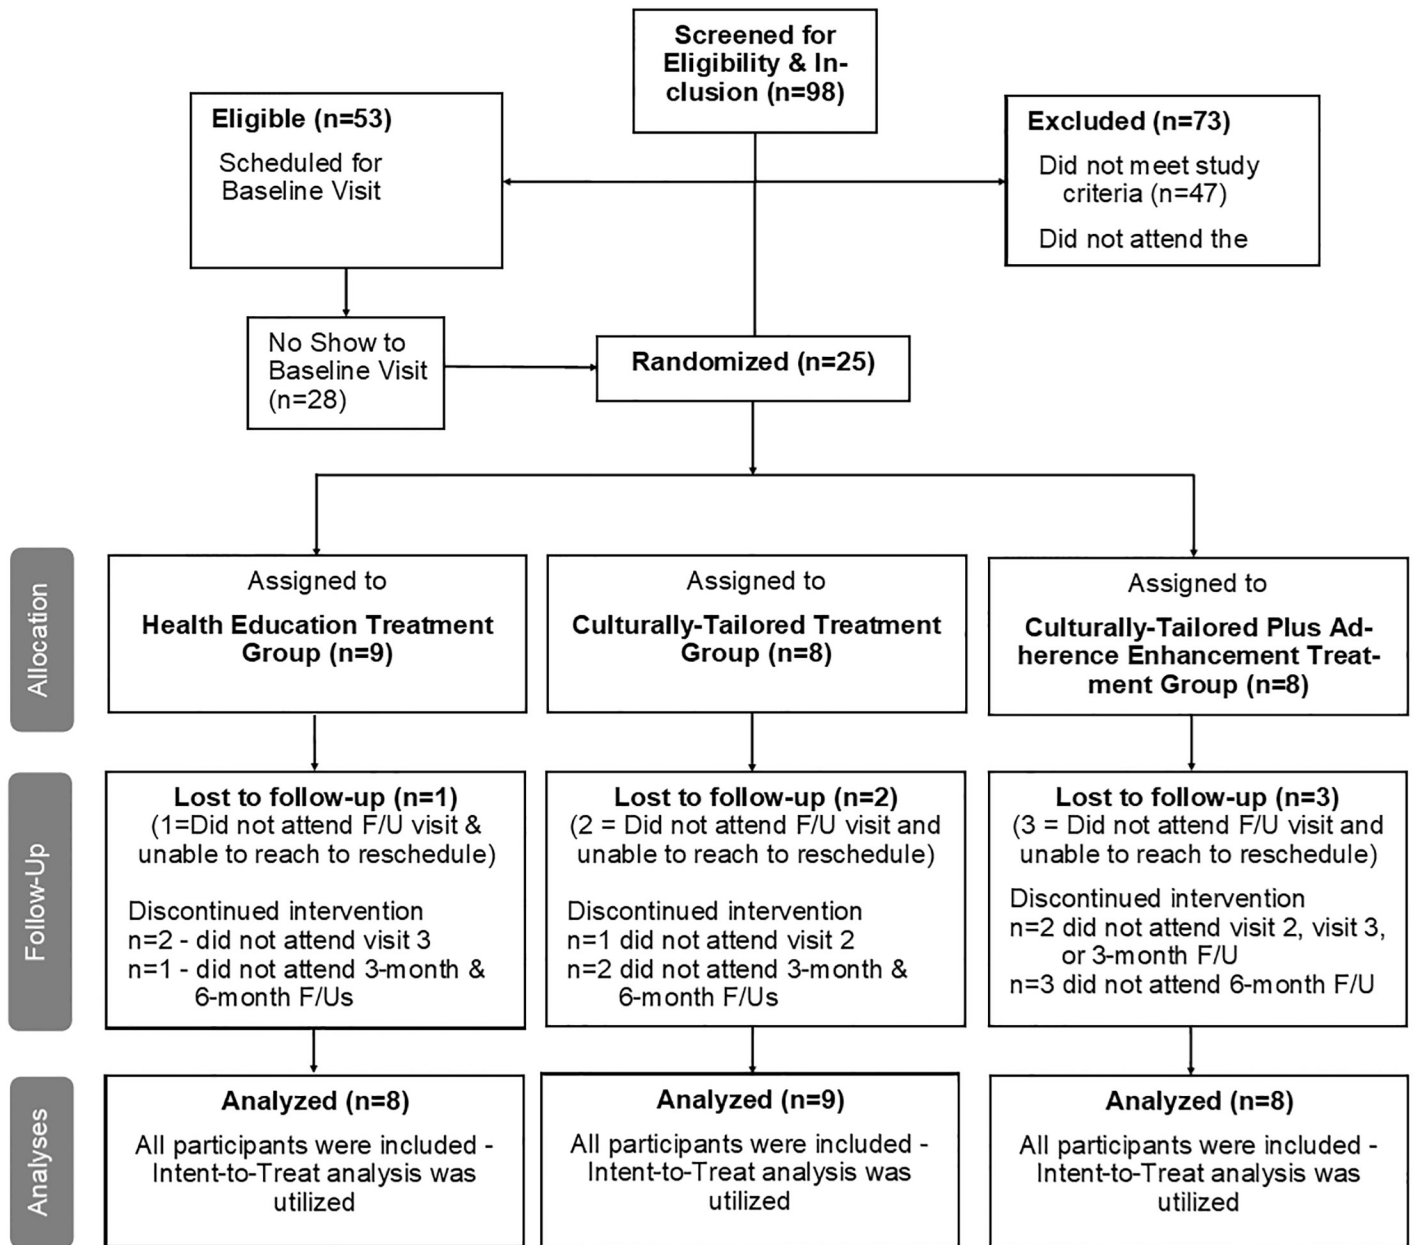 Screened for
Eligibility & In-
clusion (n=98)
Eligible (n=53)
Scheduled for
Baseline Visit
Excluded (n=73)
Did not meet study
criteria (n=47)
Did not attend the
No Show to
Baseline Visit
(n=28)
Randomized (n=25)
Allocation
Assigned to
Health Education Treatment
Group (n=9)
Assigned to
Culturally-Tailored Treatment
Group (n=8)
Assigned to
Culturally-Tailored Plus Ad-
herence Enhancement Treat-
ment Group (n=8)
Follow-Up
Lost to follow-up (n=1)
(1=Did not attend F/U visit &
unable to reach to reschedule)
Discontinued intervention
n=2 - did not attend visit 3
n=1 - did not attend 3-month &
6-month F/Us
Lost to follow-up (n=2)
(2 = Did not attend F/U visit and
unable to reach to reschedule)
Discontinued intervention
n=1 did not attend visit 2
n=2 did not attend 3-month &
6-month F/Us
Lost to follow-up (n=3)
(3 = Did not attend F/U visit and
unable to reach to reschedule)
Discontinued intervention
n=2 did not attend visit 2, visit 3,
or 3-month F/U
n=3 did not attend 6-month F/U
Analyses
Analyzed (n=8)
All participants were included -
Intent-to-Treat analysis was
utilized
Analyzed (n=9)
All participants were included -
Intent-to-Treat analysis was
utilized
Analyzed (n=8)
All participants were included -
Intent-to-Treat analysis was
utilized